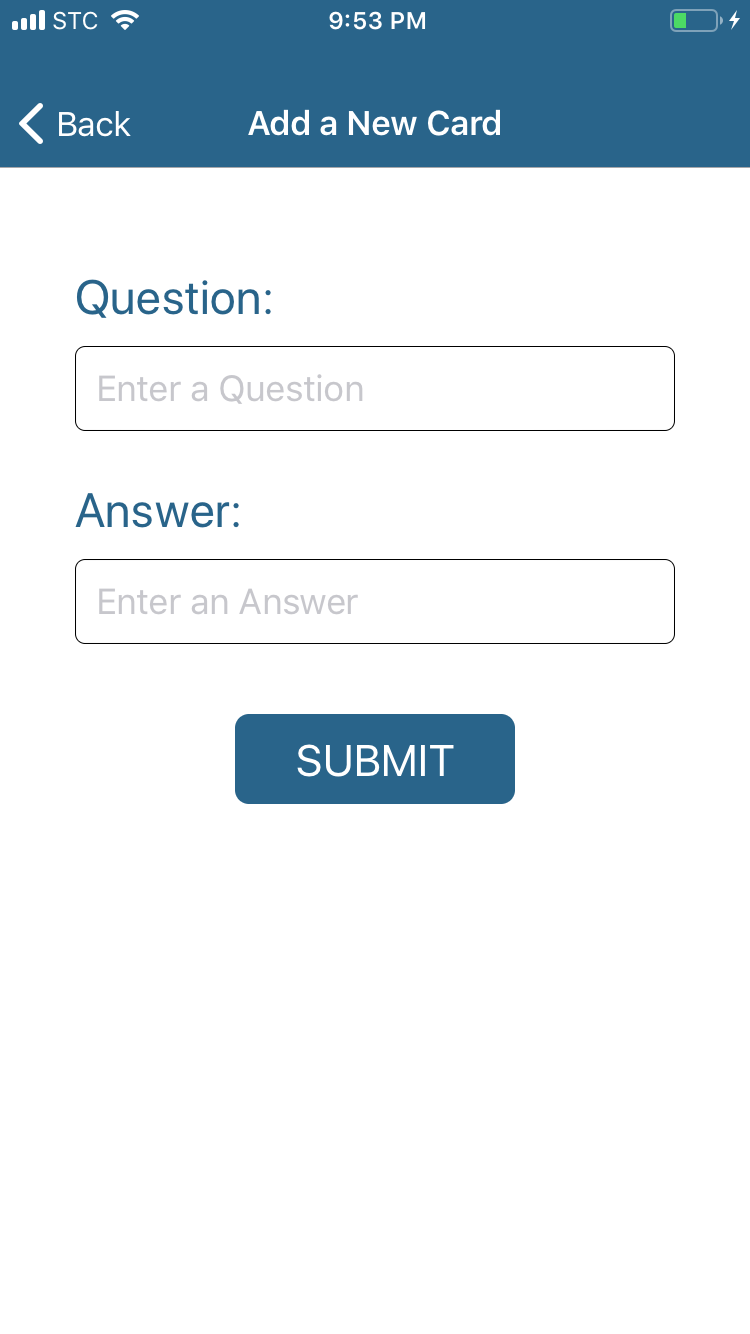 STC 9:53 PM
Back Add a New Card
Question:
Enter a Question
Answer:
Enter an Answer
SUBMIT